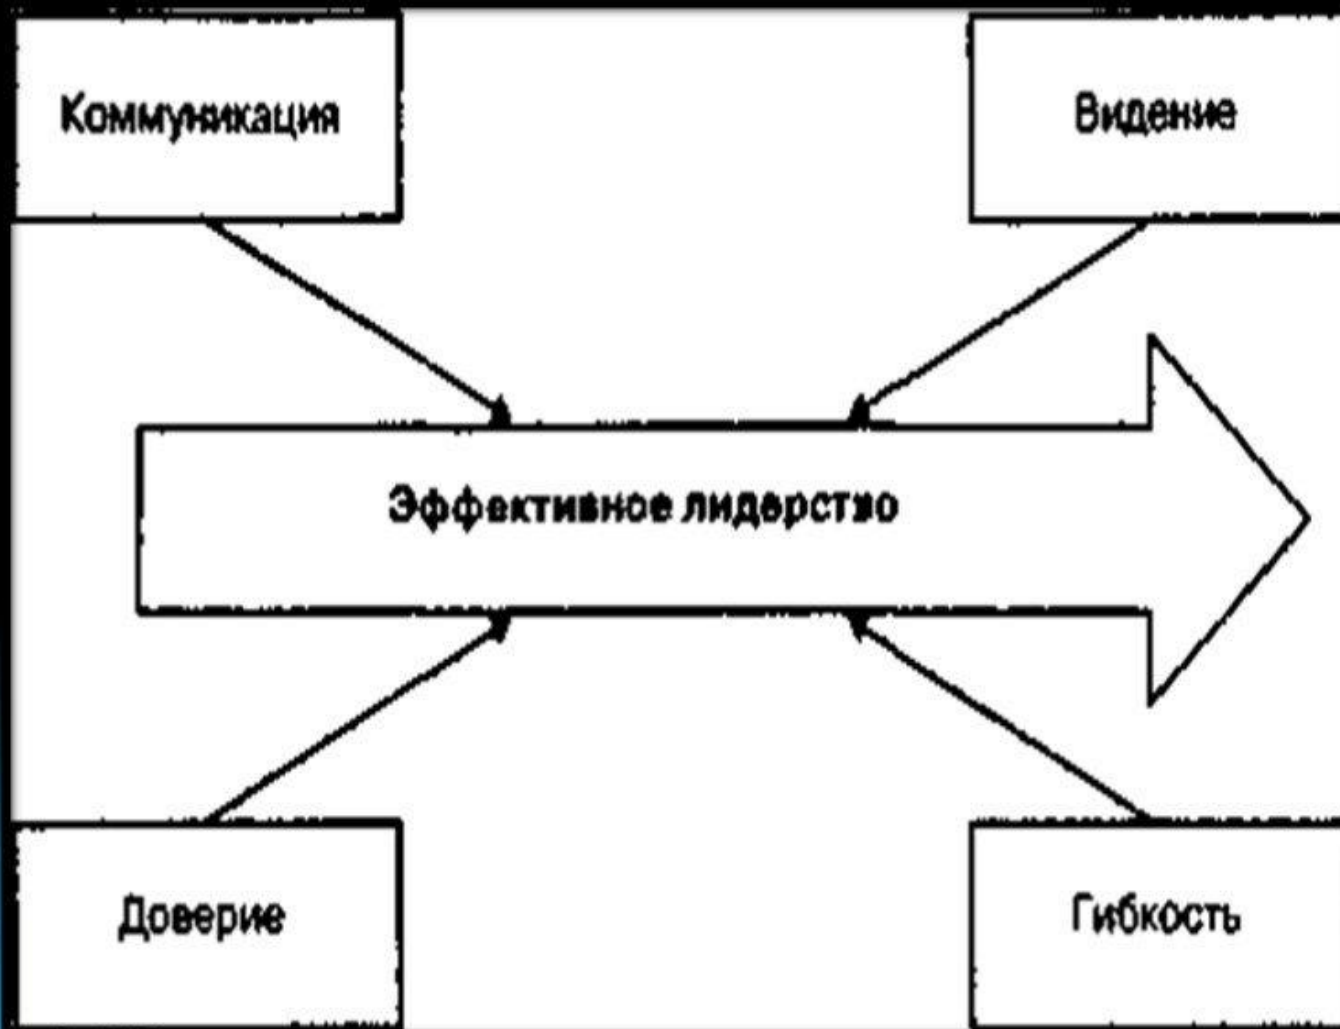 Коммуникация
Видение
Эффективное лидерство
Доверие
Гибкость